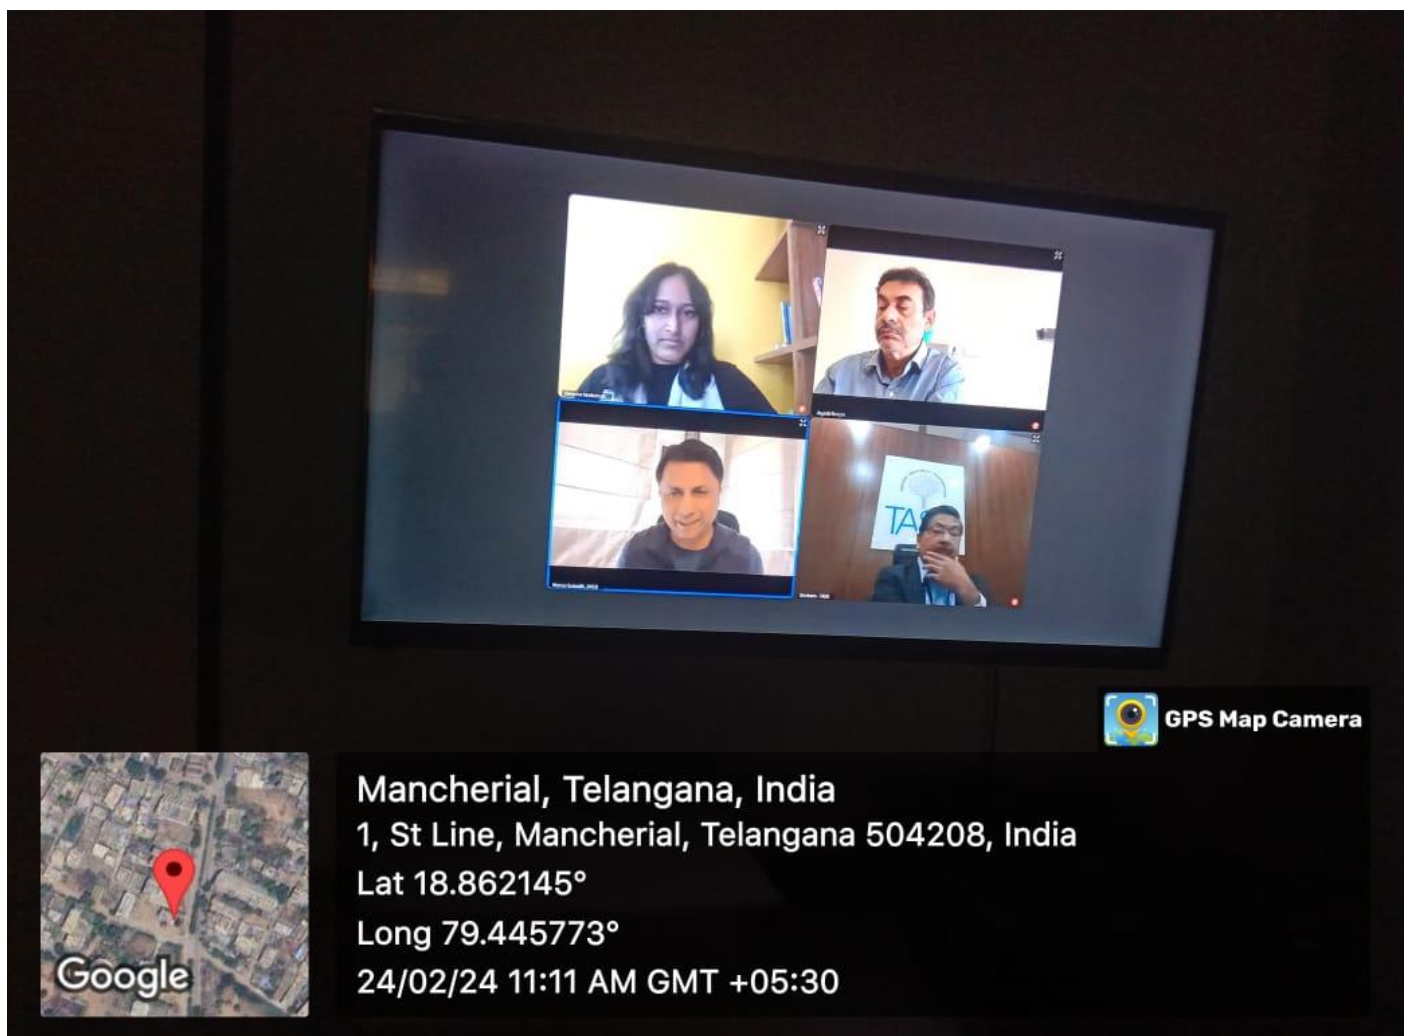 TAS
GPS Map Camera
Mancherial, Telangana, India
1, St Line, Mancherial, Telangana 504208, India
Lat 18.862145°
Long 79.445773°
24/02/24 11:11 AM GMT +05:30
Google